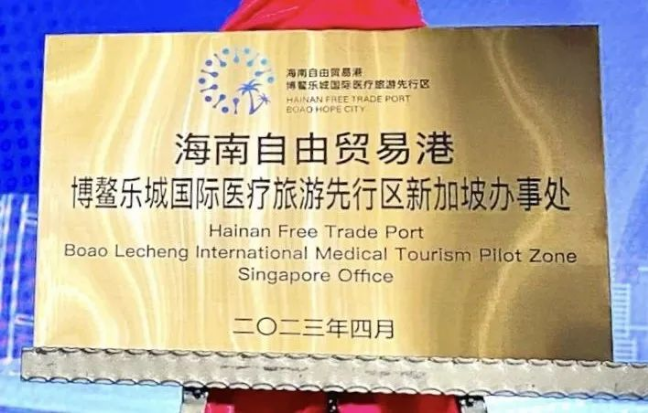 海南自由贸易港
博鳌乐城国际医疗旅游先行区
HAINAN FREE TRADE PORT
BOAO HOPE CITY
海南自由贸易港
博鳌乐城国际医疗旅游先行区新加坡办事处
Hainan Free Trade Port
Boao Lecheng International Medical Tourism Pilot Zone
Singapore Office
二〇二三年四月